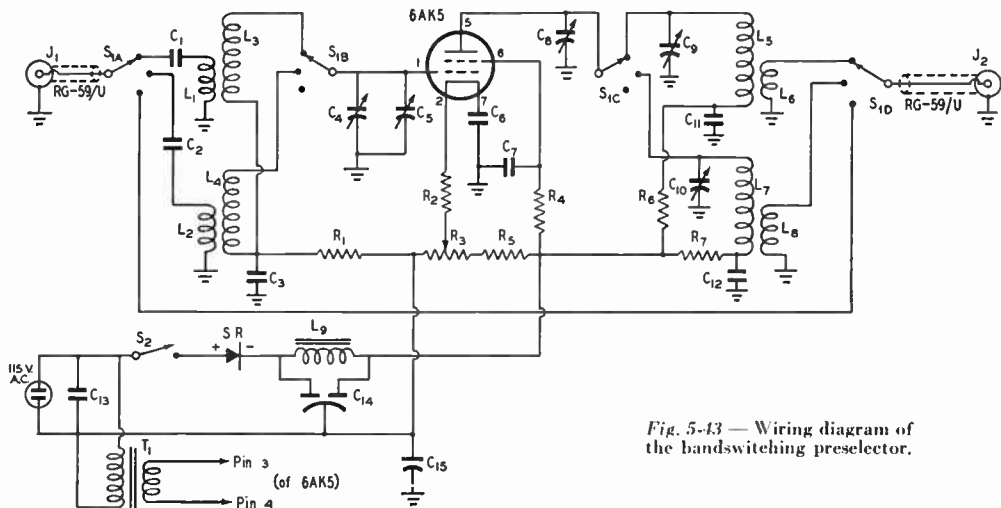 6AK5
J1
S1A
C1
L3
S1B
5
6
C8
C9
L5
J2
1
L1
RG-59/U
C4
C5
2
7
C6
S1C
L6
S1D
RG-59/U
C2
C7
C11
L4
R2
R4
R6
C10
L7
L2
R1
R3
R5
R7
L8
C3
C12
S2
+ SR -
L9
115 V.
A.C.
C13
C14
T1
C15
Pin 3
(of 6AK5)
Pin 4
Fig. 5-43 — Wiring diagram of
the bandswitching preselector.